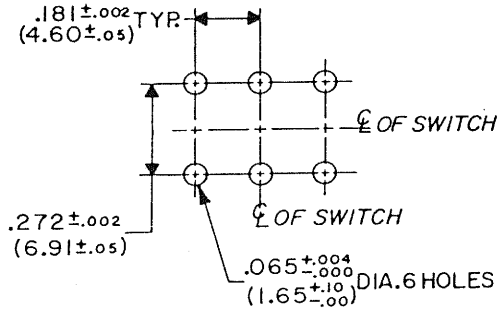 .181±.002 TYP.
(4.60±.05)
℄ OF SWITCH
.272±.002
(6.91±.05)
℄ OF SWITCH
.065+.004 -.000 DIA. 6 HOLES
(1.65+.10 -.00)